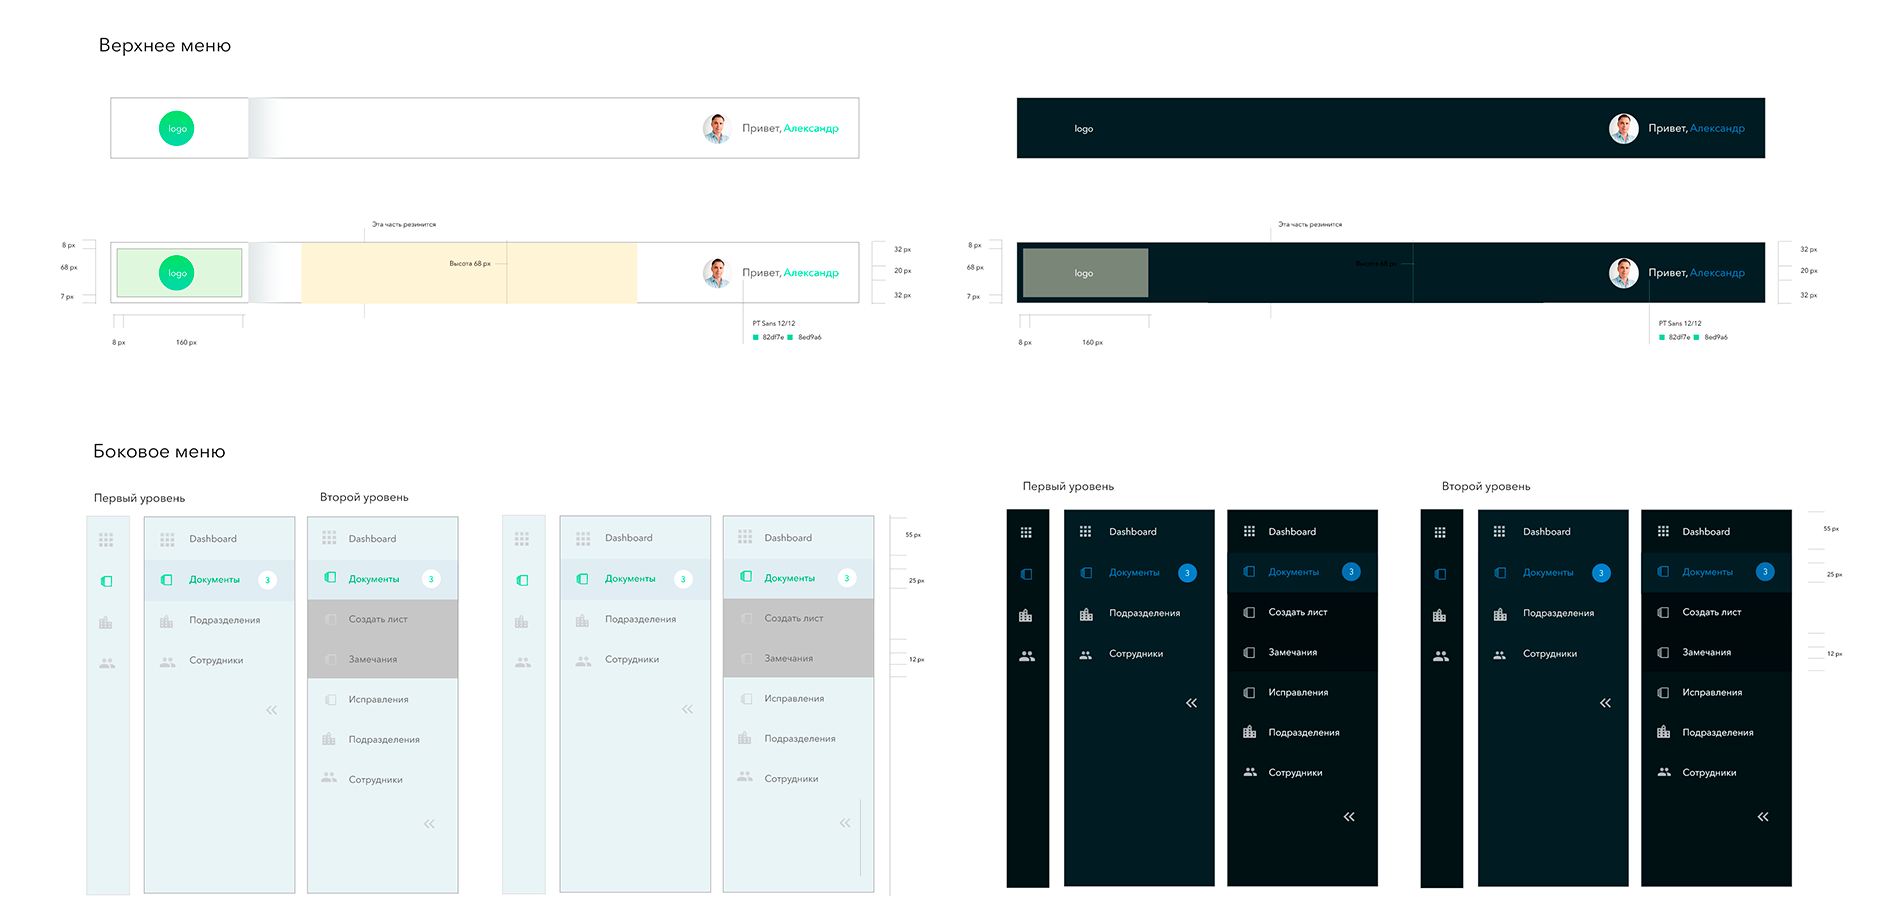 Верхнее меню
logo
Привет, Александр
logo
Привет, Александр
Эта часть резинится
8 px
68 px
7 px
logo
Высота 68 px
Привет, Александр
32 px
20 px
32 px
PT Sans 12/12
82df7e 8ed9a6
8 px
160 px
Эта часть резинится
8 px
68 px
7 px
logo
Высота 68 px
Привет, Александр
32 px
20 px
32 px
PT Sans 12/12
82df7e 8ed9a6
8 px
160 px
Боковое меню
Первый уровень
Второй уровень
Dashboard
Документы 3
Подразделения
Сотрудники
Dashboard
Документы 3
Создать лист
Замечания
Исправления
Подразделения
Сотрудники
Dashboard
Документы 3
Подразделения
Сотрудники
Dashboard
Документы 3
Создать лист
Замечания
Исправления
Подразделения
Сотрудники
55 px
25 px
12 px
Первый уровень
Второй уровень
Dashboard
Документы 3
Подразделения
Сотрудники
Dashboard
Документы 3
Создать лист
Замечания
Исправления
Подразделения
Сотрудники
Dashboard
Документы 3
Подразделения
Сотрудники
Dashboard
Документы 3
Создать лист
Замечания
Исправления
Подразделения
Сотрудники
55 px
25 px
12 px